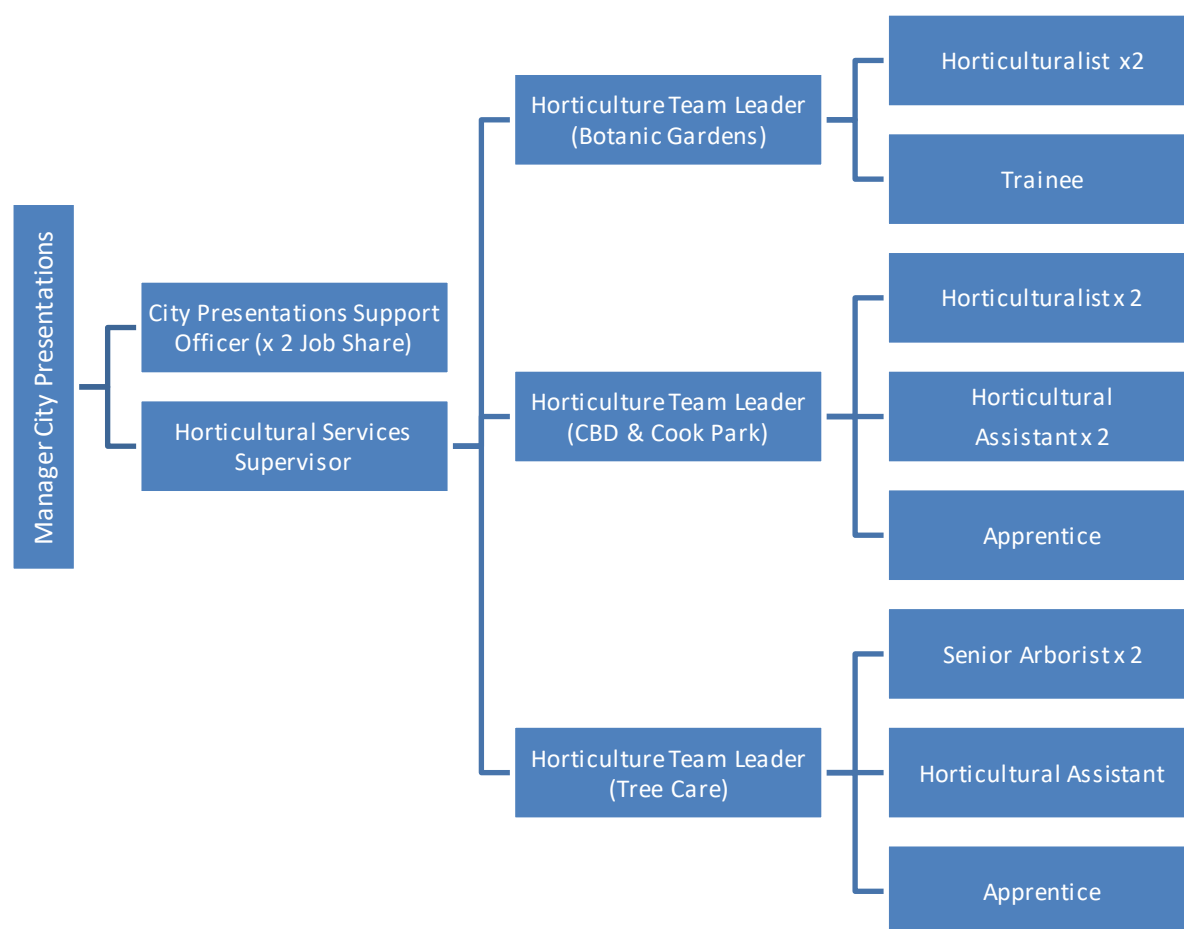 Manager City Presentations
City Presentations Support
Officer (x 2 Job Share)
Horticultural Services
Supervisor
Horticulture Team Leader
(Botanic Gardens)
Horticulturalist x2
Trainee
Horticulture Team Leader
(CBD & Cook Park)
Horticulturalist x 2
Horticultural
Assistant x 2
Apprentice
Horticulture Team Leader
(Tree Care)
Senior Arborist x 2
Horticultural Assistant
Apprentice